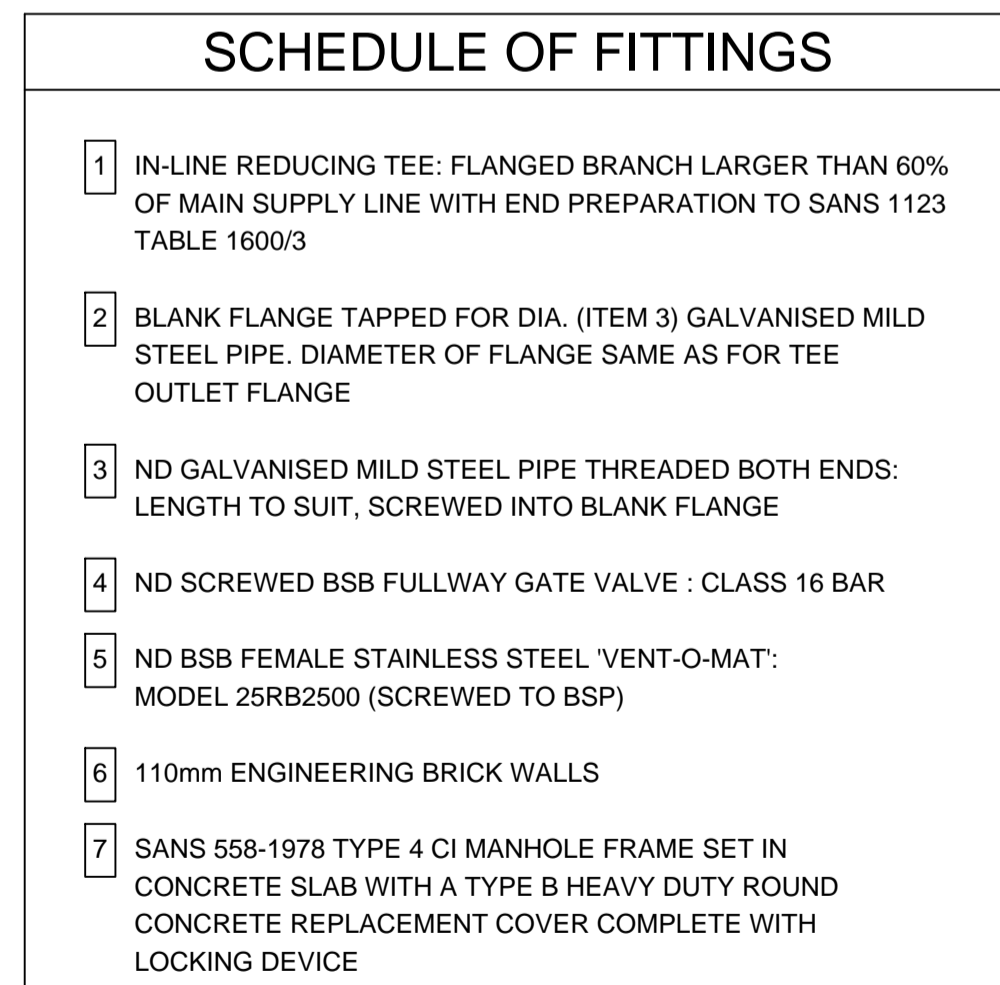 SCHEDULE OF FITTINGS
1 IN-LINE REDUCING TEE: FLANGED BRANCH LARGER THAN 60%
OF MAIN SUPPLY LINE WITH END PREPARATION TO SANS 1123
TABLE 1600/3
2 BLANK FLANGE TAPPED FOR DIA. (ITEM 3) GALVANISED MILD
STEEL PIPE. DIAMETER OF FLANGE SAME AS FOR TEE
OUTLET FLANGE
3 ND GALVANISED MILD STEEL PIPE THREADED BOTH ENDS:
LENGTH TO SUIT, SCREWED INTO BLANK FLANGE
4 ND SCREWED BSB FULLWAY GATE VALVE : CLASS 16 BAR
5 ND BSB FEMALE STAINLESS STEEL 'VENT-O-MAT':
MODEL 25RB2500 (SCREWED TO BSP)
6 110mm ENGINEERING BRICK WALLS
7 SANS 558-1978 TYPE 4 CI MANHOLE FRAME SET IN
CONCRETE SLAB WITH A TYPE B HEAVY DUTY ROUND
CONCRETE REPLACEMENT COVER COMPLETE WITH
LOCKING DEVICE